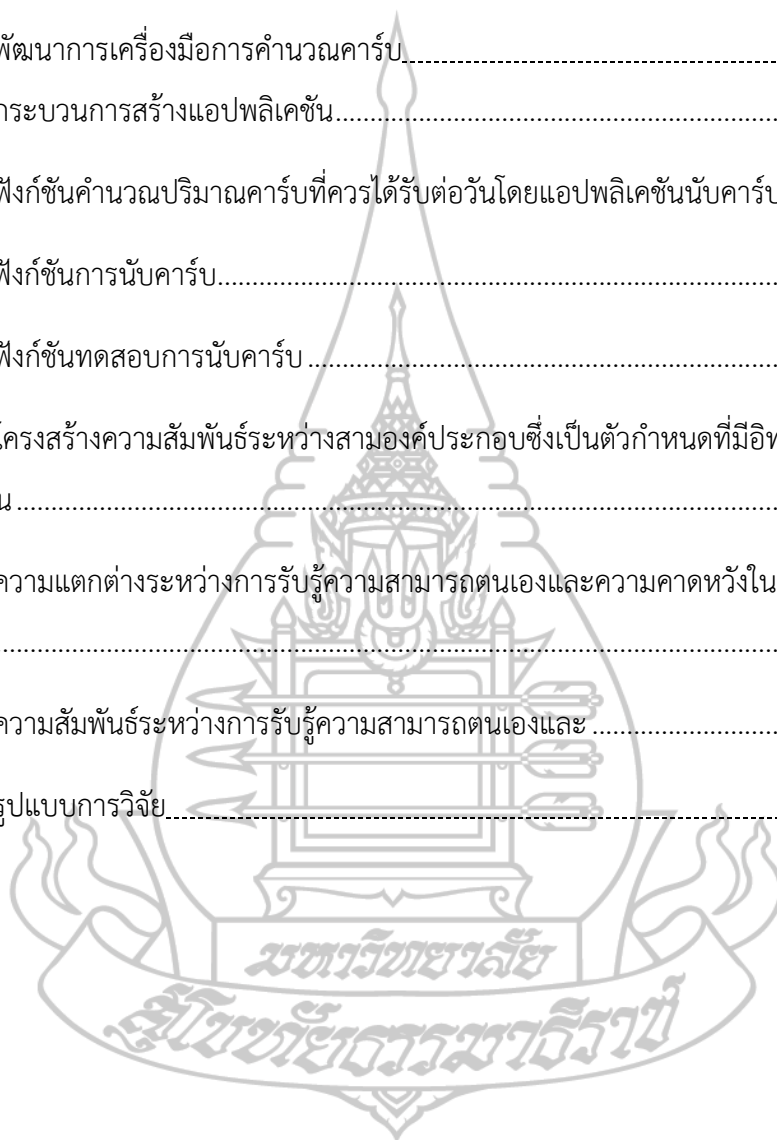 พัฒนาการเครื่องมือการคำนวณคาร์บ
กระบวนการสร้างแอปพลิเคชัน
ฟังก์ชันคำนวณปริมาณคาร์บที่ควรได้รับต่อวันโดยแอปพลิเคชันนับคาร์บ
ฟังก์ชันการนับคาร์บ
ฟังก์ชันทดสอบการนับคาร์บ
โครงสร้างความสัมพันธ์ระหว่างสามองค์ประกอบซึ่งเป็นตัวกำหนดที่มีอิท
น
ความแตกต่างระหว่างการรับรู้ความสามารถตนเองและความคาดหวังใน
ความสัมพันธ์ระหว่างการรับรู้ความสามารถตนเองและ
รูปแบบการวิจัย
มหาวิทยาลัย
สุโขทัยธรรมาธิราช